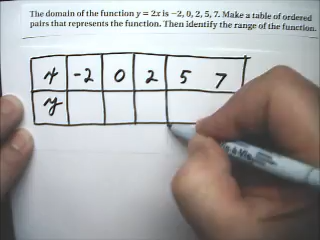 The domain of the function y = 2x is −2, 0, 2, 5, 7. Make a table of ordered
pairs that represents the function. Then identify the range of the function.
x -2 0 2 5 7
y